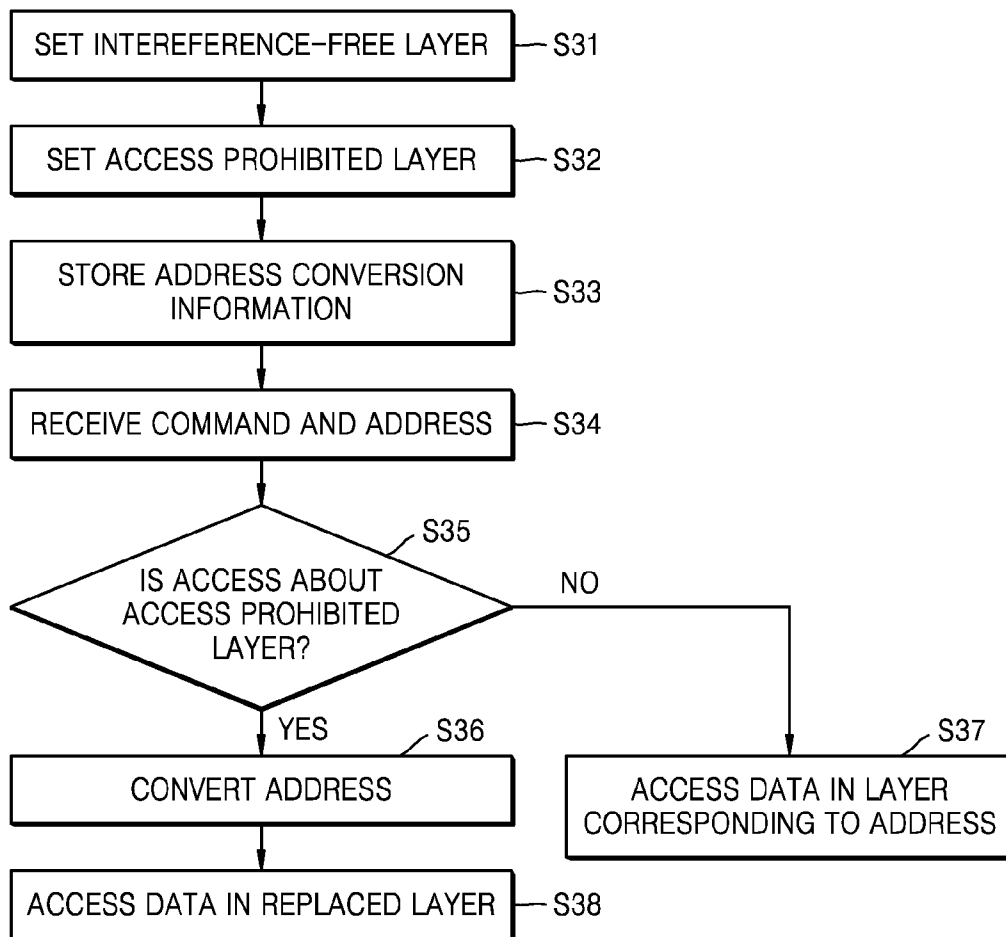 SET INTEREFERENCE-FREE LAYER
S31
SET ACCESS PROHIBITED LAYER
S32
STORE ADDRESS CONVERSION
INFORMATION
S33
RECEIVE COMMAND AND ADDRESS
S34
S35
IS ACCESS ABOUT
ACCESS PROHIBITED
LAYER?
NO
YES
S36
CONVERT ADDRESS
S37
ACCESS DATA IN LAYER
CORRESPONDING TO ADDRESS
ACCESS DATA IN REPLACED LAYER
S38